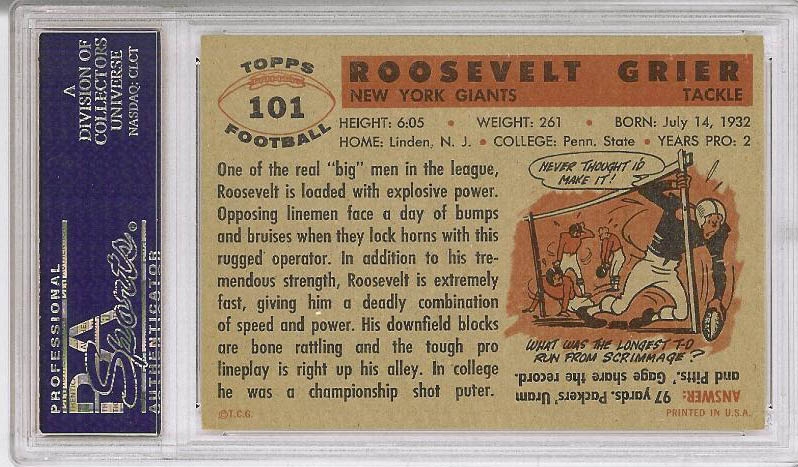 A
DIVISION OF
COLLECTORS
UNIVERSE
NASDAQ: CLCT
PROFESSIONAL
PSA
Sports®
AUTHENTICATOR
TOPPS
101
FOOTBALL
ROOSEVELT GRIER
NEW YORK GIANTS TACKLE
HEIGHT: 6:05 • WEIGHT: 261 • BORN: July 14, 1932
HOME: Linden, N. J. • COLLEGE: Penn. State • YEARS PRO: 2
One of the real "big" men in the league,
Roosevelt is loaded with explosive power.
Opposing linemen face a day of bumps
and bruises when they lock horns with this
rugged operator. In addition to his tre-
mendous strength, Roosevelt is extremely
fast, giving him a deadly combination
of speed and power. His downfield blocks
are bone rattling and the tough pro
lineplay is right up his alley. In college
he was a championship shot puter.
©T.C.G.
NEVER THOUGHT I'D
MAKE IT!
WHAT WAS THE LONGEST T-D
RUN FROM SCRIMMAGE?
ANSWER:
97 yards. Packers' Uram
and Pitts.' Gage share the record.
PRINTED IN U.S.A.